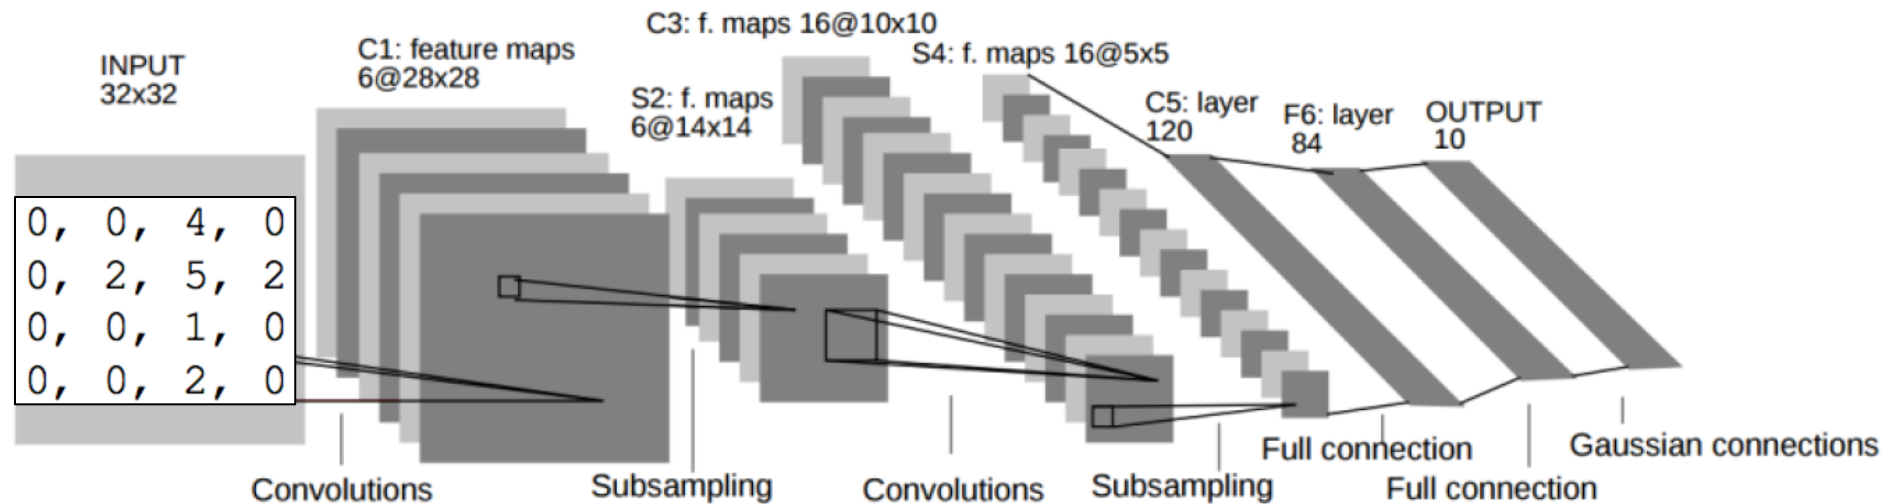 INPUT
32x32
0, 0, 4, 0
0, 2, 5, 2
0, 0, 1, 0
0, 0, 2, 0
C1: feature maps
6@28x28
S2: f. maps
6@14x14
C3: f. maps 16@10x10
S4: f. maps 16@5x5
C5: layer
120
F6: layer
84
OUTPUT
10
Convolutions
Subsampling
Convolutions
Subsampling
Full connection
Full connection
Gaussian connections